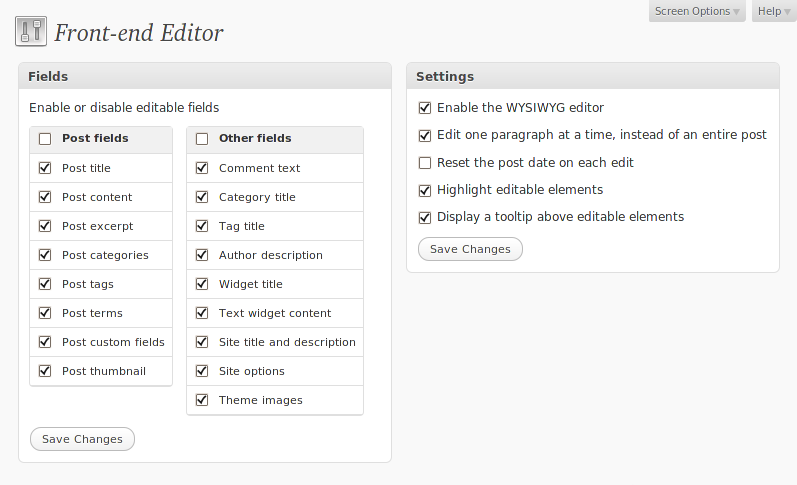 Screen Options
Help
Front-end Editor
Fields
Enable or disable editable fields
Post fields
Post title
Post content
Post excerpt
Post categories
Post tags
Post terms
Post custom fields
Post thumbnail
Other fields
Comment text
Category title
Tag title
Author description
Widget title
Text widget content
Site title and description
Site options
Theme images
Save Changes
Settings
Enable the WYSIWYG editor
Edit one paragraph at a time, instead of an entire post
Reset the post date on each edit
Highlight editable elements
Display a tooltip above editable elements
Save Changes